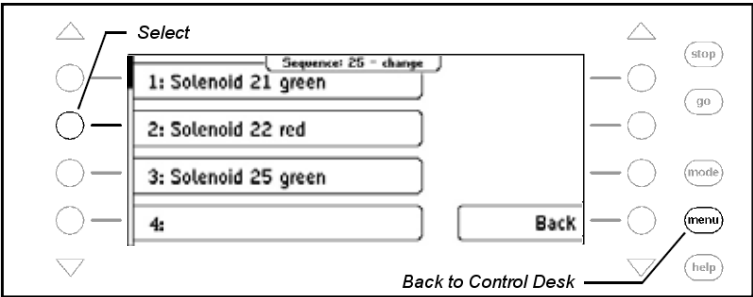 Select
Sequence: 25 - change
1: Solenoid 21 green
2: Solenoid 22 red
3: Solenoid 25 green
4:
Back
stop
go
mode
menu
help
Back to Control Desk